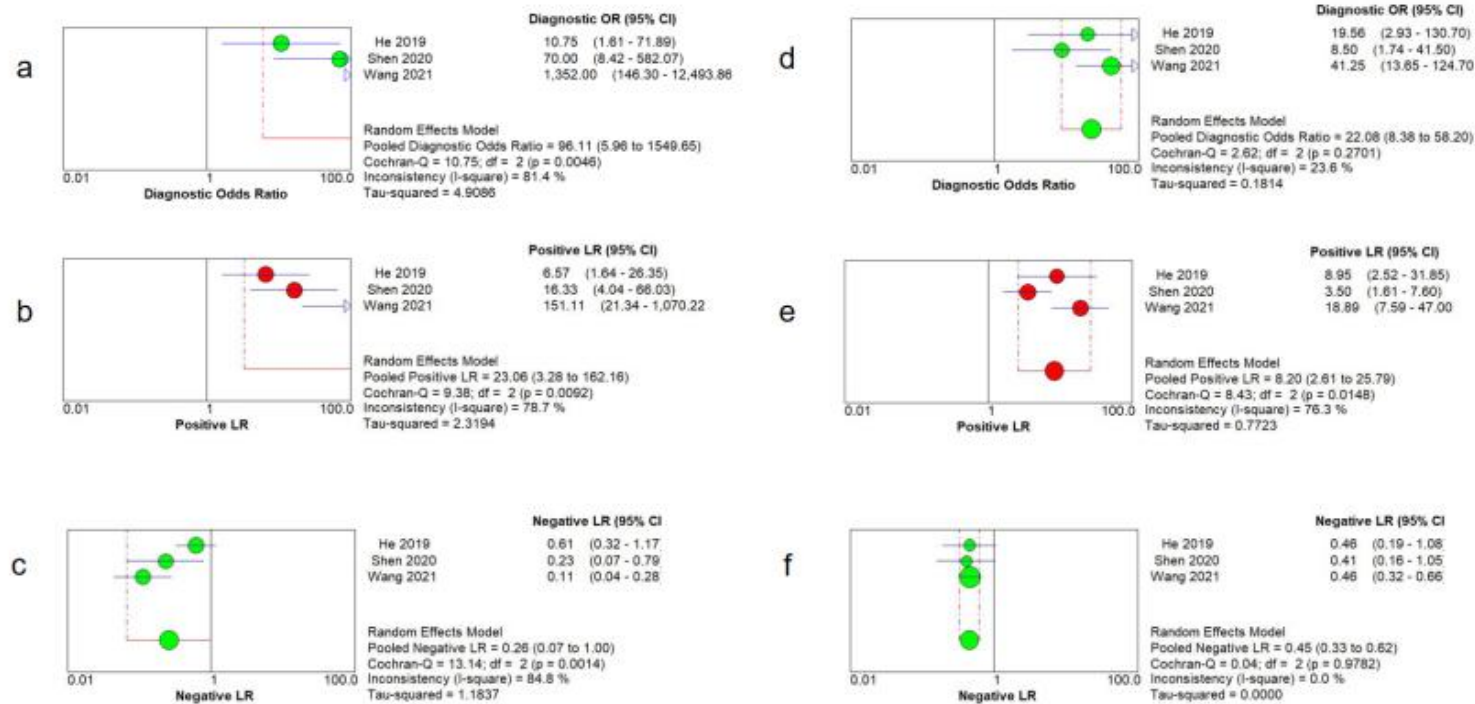 a
Diagnostic OR (95% CI)
He 2019 10.75 (1.61 - 71.89)
Shen 2020 70.00 (8.42 - 582.07)
Wang 2021 1,352.00 (146.30 - 12,493.86
Random Effects Model
Pooled Diagnostic Odds Ratio = 96.11 (5.96 to 1549.65)
Cochran-Q = 10.75; df = 2 (p = 0.0046)
Inconsistency (I-square) = 81.4 %
Tau-squared = 4.9086
0.01 1 100.0
Diagnostic Odds Ratio
b
Positive LR (95% CI)
He 2019 6.57 (1.64 - 26.35)
Shen 2020 16.33 (4.04 - 66.03)
Wang 2021 151.11 (21.34 - 1,070.22
Random Effects Model
Pooled Positive LR = 23.06 (3.28 to 162.16)
Cochran-Q = 9.38; df = 2 (p = 0.0092)
Inconsistency (I-square) = 78.7 %
Tau-squared = 2.3194
0.01 1 100.0
Positive LR
c
Negative LR (95% CI
He 2019 0.61 (0.32 - 1.17
Shen 2020 0.23 (0.07 - 0.79
Wang 2021 0.11 (0.04 - 0.28
Random Effects Model
Pooled Negative LR = 0.26 (0.07 to 1.00)
Cochran-Q = 13.14; df = 2 (p = 0.0014)
Inconsistency (I-square) = 84.8 %
Tau-squared = 1.1837
0.01 1 100.0
Negative LR
d
Diagnostic OR (95% CI)
He 2019 19.56 (2.93 - 130.70)
Shen 2020 8.50 (1.74 - 41.50)
Wang 2021 41.25 (13.65 - 124.70
Random Effects Model
Pooled Diagnostic Odds Ratio = 22.08 (8.38 to 58.20)
Cochran-Q = 2.62; df = 2 (p = 0.2701)
Inconsistency (I-square) = 23.6 %
Tau-squared = 0.1814
0.01 1 100.0
Diagnostic Odds Ratio
e
Positive LR (95% CI)
He 2019 8.95 (2.52 - 31.85)
Shen 2020 3.50 (1.61 - 7.60)
Wang 2021 18.89 (7.59 - 47.00
Random Effects Model
Pooled Positive LR = 8.20 (2.61 to 25.79)
Cochran-Q = 8.43; df = 2 (p = 0.0148)
Inconsistency (I-square) = 76.3 %
Tau-squared = 0.7723
0.01 1 100.0
Positive LR
f
Negative LR (95% CI
He 2019 0.46 (0.19 - 1.08
Shen 2020 0.41 (0.16 - 1.05
Wang 2021 0.46 (0.32 - 0.66
Random Effects Model
Pooled Negative LR = 0.45 (0.33 to 0.62)
Cochran-Q = 0.04; df = 2 (p = 0.9782)
Inconsistency (I-square) = 0.0 %
Tau-squared = 0.0000
0.01 1 100.0
Negative LR